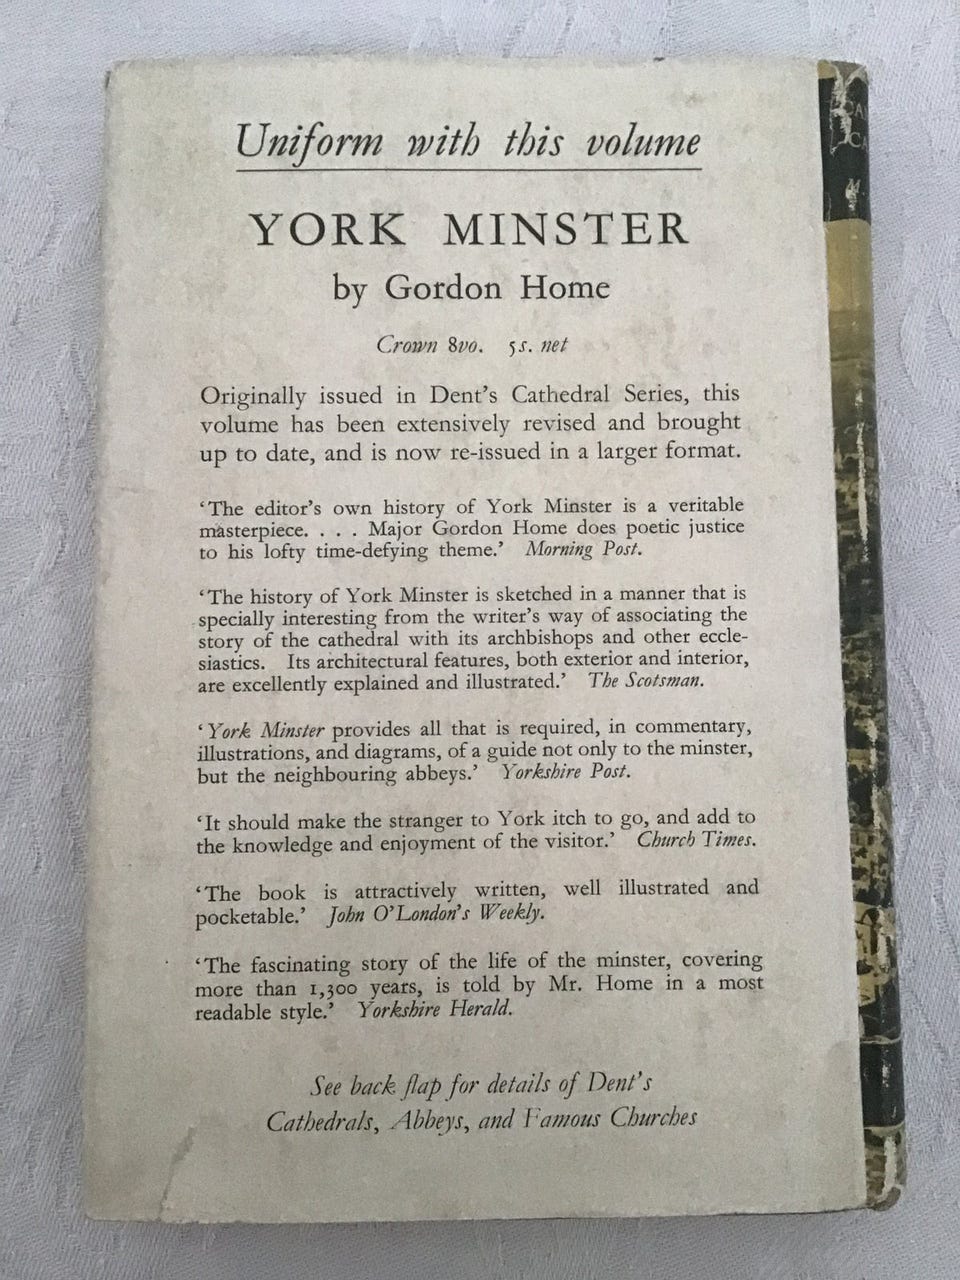 Uniform with this volume
YORK MINSTER
by Gordon Home
Crown 8vo. 5s. net
Originally issued in Dent's Cathedral Series, this
volume has been extensively revised and brought
up to date, and is now re-issued in a larger format.
‘The editor's own history of York Minster is a veritable
masterpiece. . . . Major Gordon Home does poetic justice
to his lofty time-defying theme.’ Morning Post.
‘The history of York Minster is sketched in a manner that is
specially interesting from the writer's way of associating the
story of the cathedral with its archbishops and other eccle-
siastics. Its architectural features, both exterior and interior,
are excellently explained and illustrated.’ The Scotsman.
‘York Minster provides all that is required, in commentary,
illustrations, and diagrams, of a guide not only to the minster,
but the neighbouring abbeys.’ Yorkshire Post.
‘It should make the stranger to York itch to go, and add to
the knowledge and enjoyment of the visitor.’ Church Times.
‘The book is attractively written, well illustrated and
pocketable.’ John O'London's Weekly.
‘The fascinating story of the life of the minster, covering
more than 1,300 years, is told by Mr. Home in a most
readable style.’ Yorkshire Herald.
See back flap for details of Dent's
Cathedrals, Abbeys, and Famous Churches